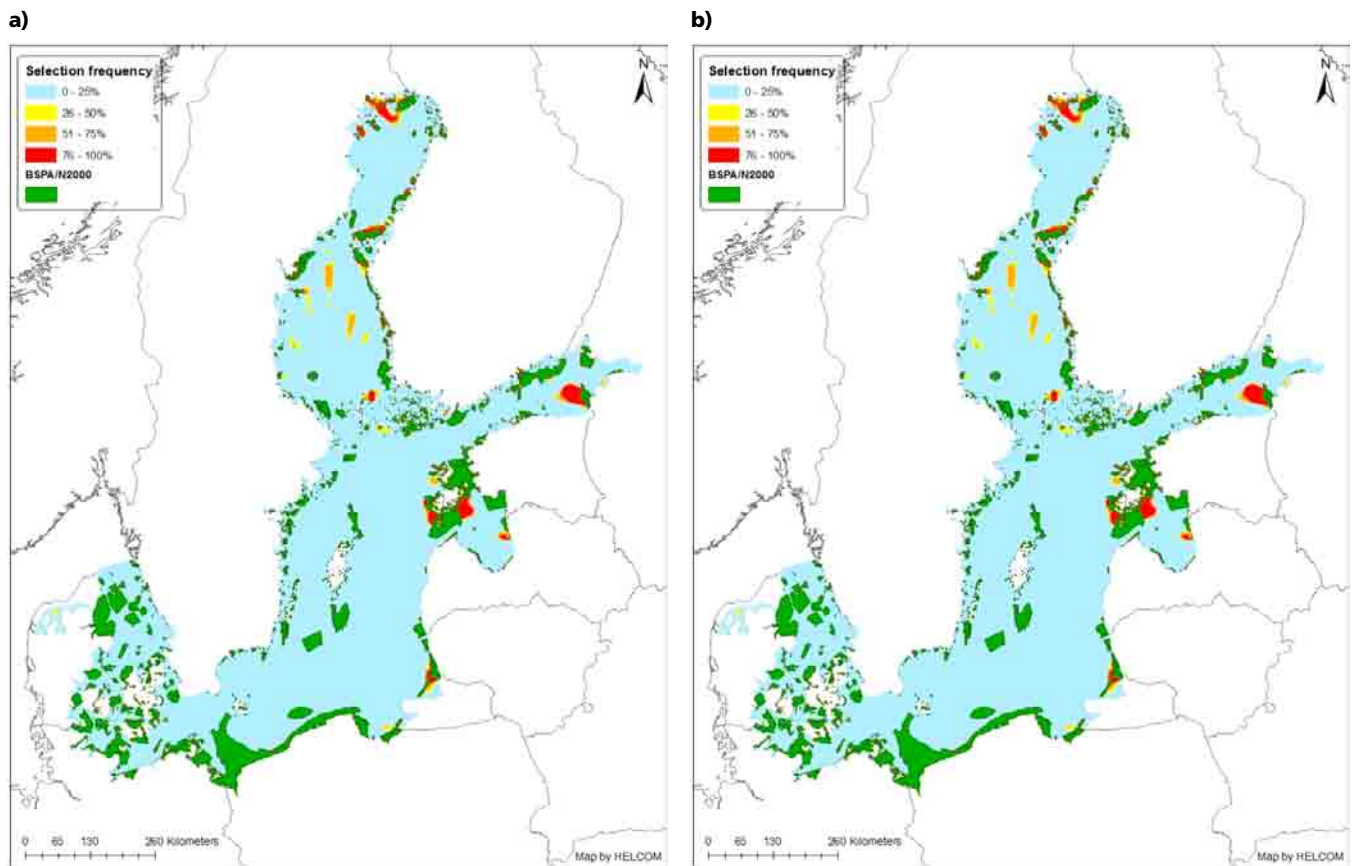 a)
Selection frequency
0 - 25%
26 - 50%
51 - 75%
76 - 100%
BSPA/N2000
N
0 65 130 260 Kilometers
Map by HELCOM
b)
Selection frequency
0 - 25%
26 - 50%
51 - 75%
76 - 100%
BSPA/N2000
N
0 65 130 260 Kilometers
Map by HELCOM